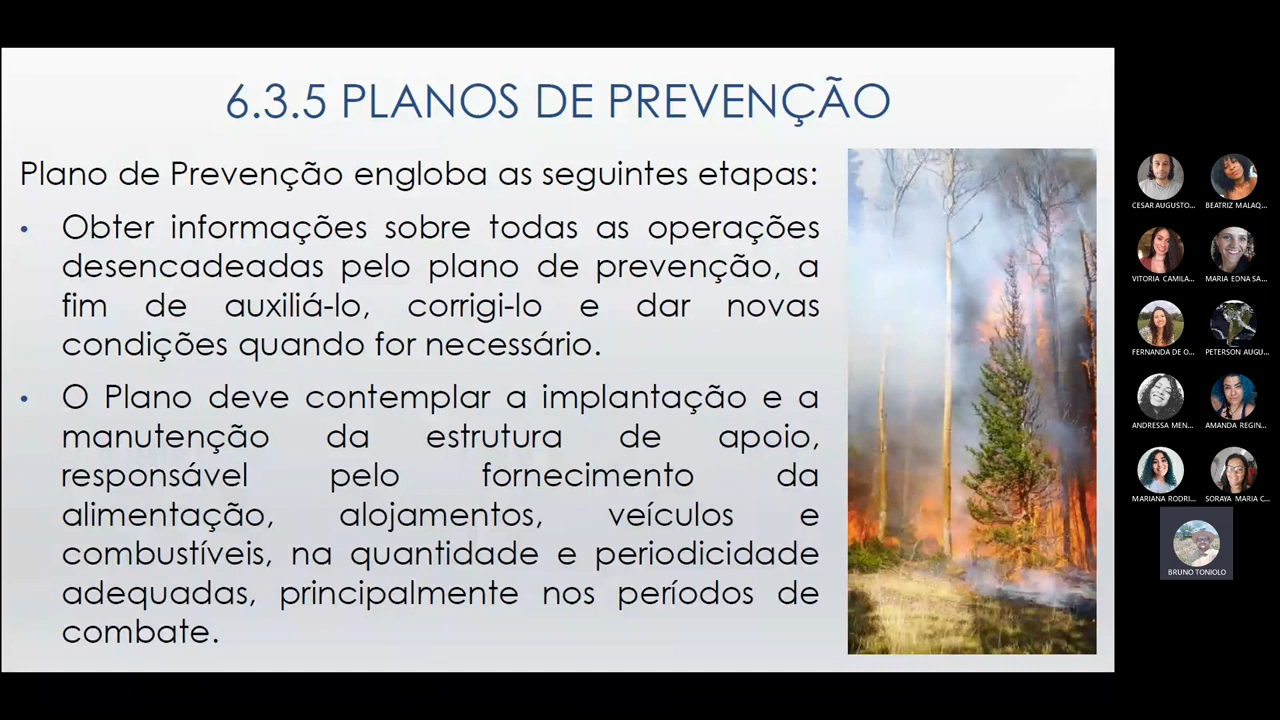 6.3.5 PLANOS DE PREVENÇÃO
Plano de Prevenção engloba as seguintes etapas:
• Obter informações sobre todas as operações
desencadeadas pelo plano de prevenção, a
fim de auxiliá-lo, corrigi-lo e dar novas
condições quando for necessário.
• O Plano deve contemplar a implantação e a
manutenção da estrutura de apoio,
responsável pelo fornecimento da
alimentação, alojamentos, veículos e
combustíveis, na quantidade e periodicidade
adequadas, principalmente nos períodos de
combate.
CESAR AUGUSTO...
BEATRIZ MALAQ...
VITORIA CAMILA...
MARIA EDNA SA...
FERNANDA DE O...
PETERSON AUGU...
ANDRESSA MEN...
AMANDA REGIN...
MARIANA RODRI...
SORAYA MARIA C...
BRUNO TONIOLO